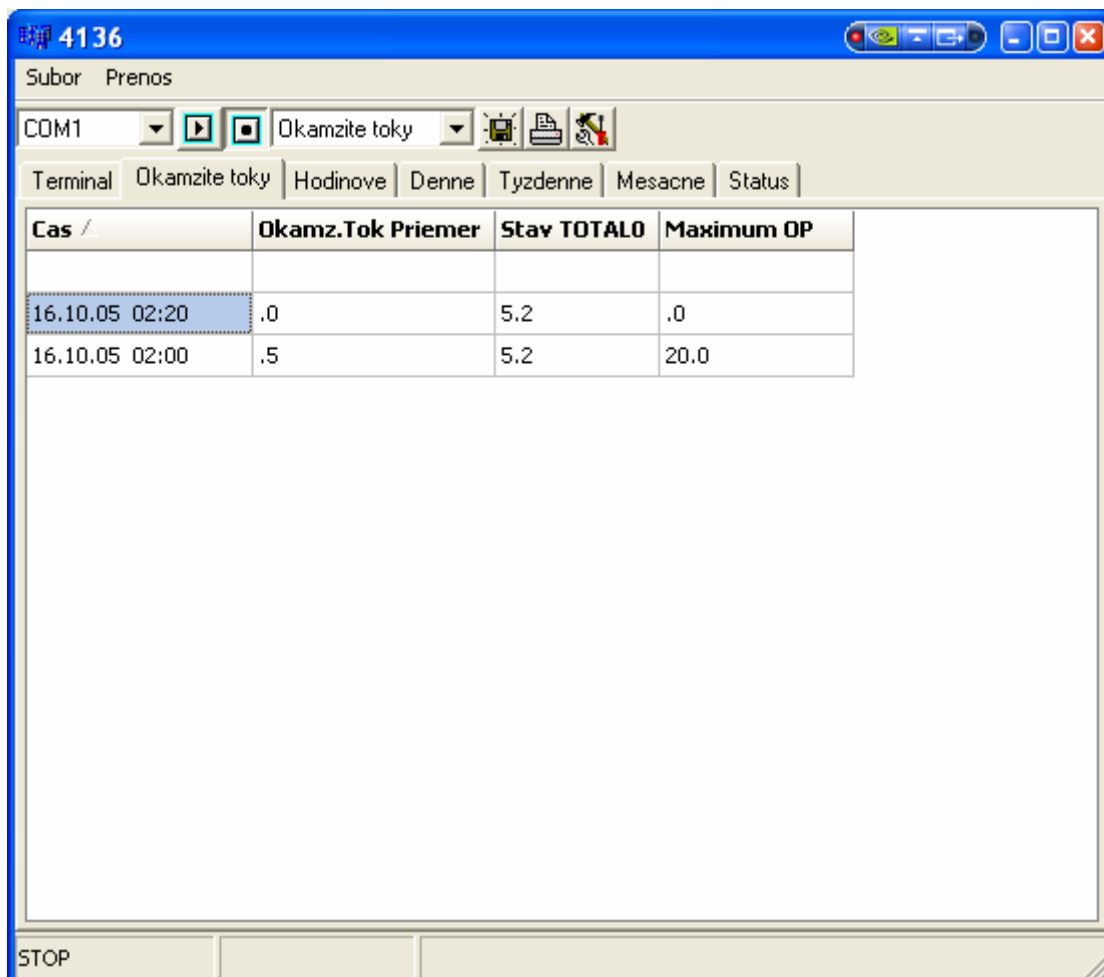 4136
Subor Prenos
COM1 Okamzite toky
Terminal Okamzite toky Hodinove Denne Tyzdenne Mesacne Status
Cas Okamz.Tok Priemer Stav TOTAL0 Maximum OP
16.10.05 02:20 .0 5.2 .0
16.10.05 02:00 .5 5.2 20.0
STOP